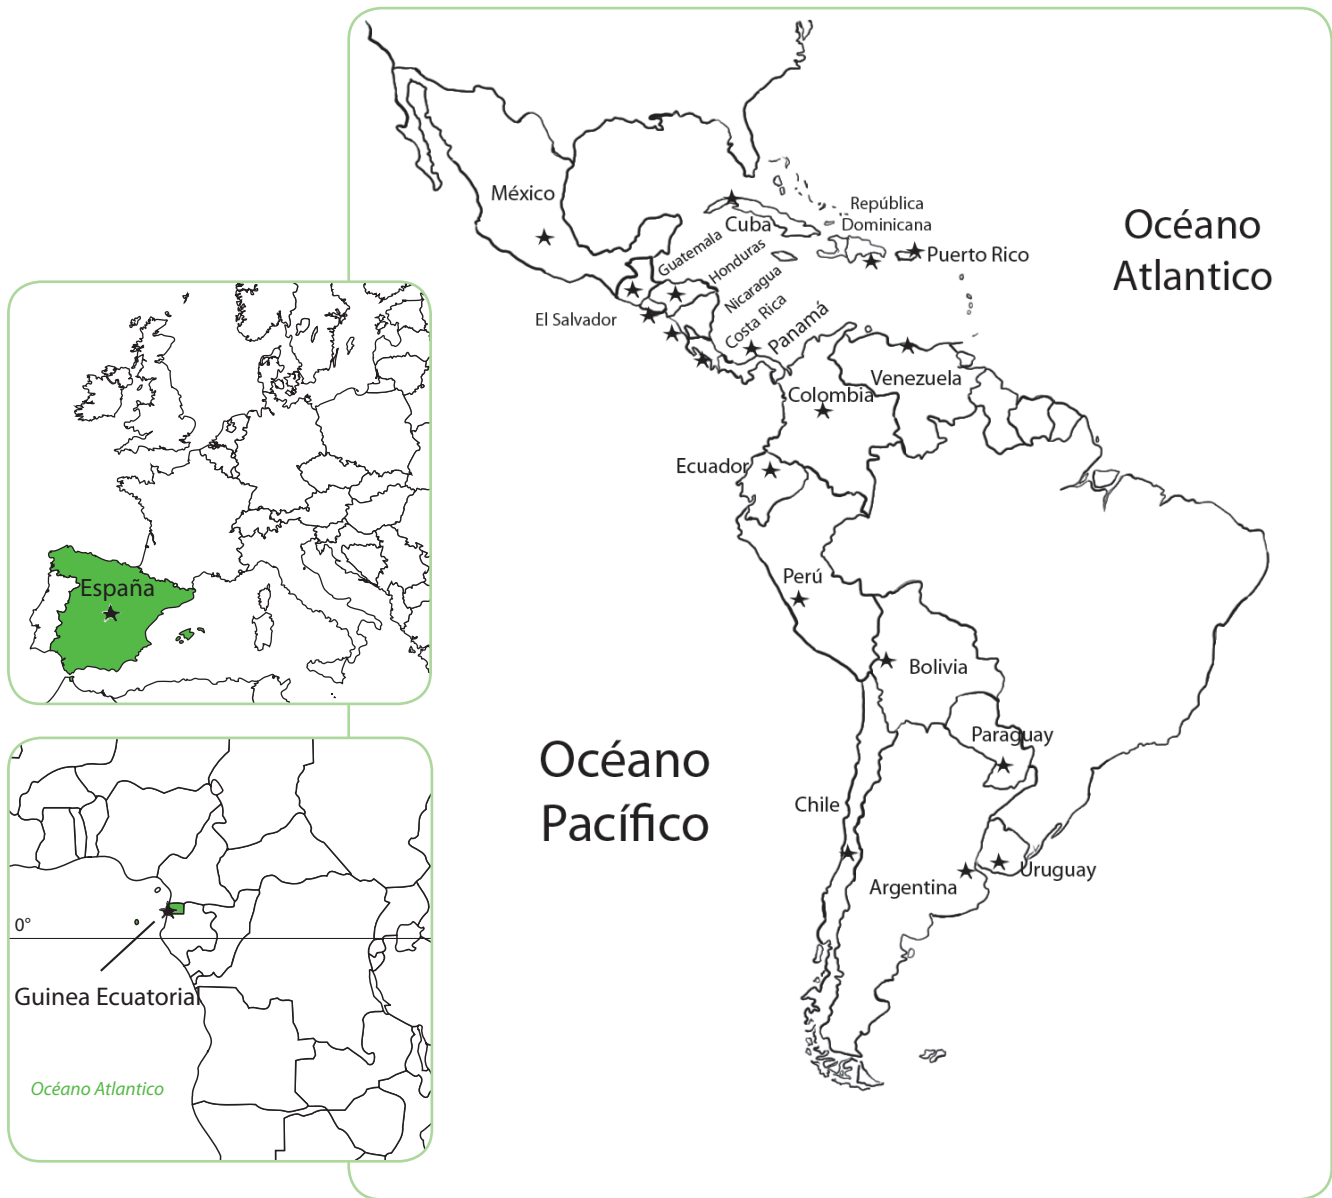 México
República
Dominicana
Cuba
Puerto Rico
Océano
Atlantico
Guatemala
Honduras
Nicaragua
Costa Rica
Panamá
El Salvador
Venezuela
Colombia
Ecuador
Perú
Bolivia
Paraguay
Chile
Uruguay
Argentina
Océano
Pacífico
España
0°
Guinea Ecuatorial
Océano Atlantico